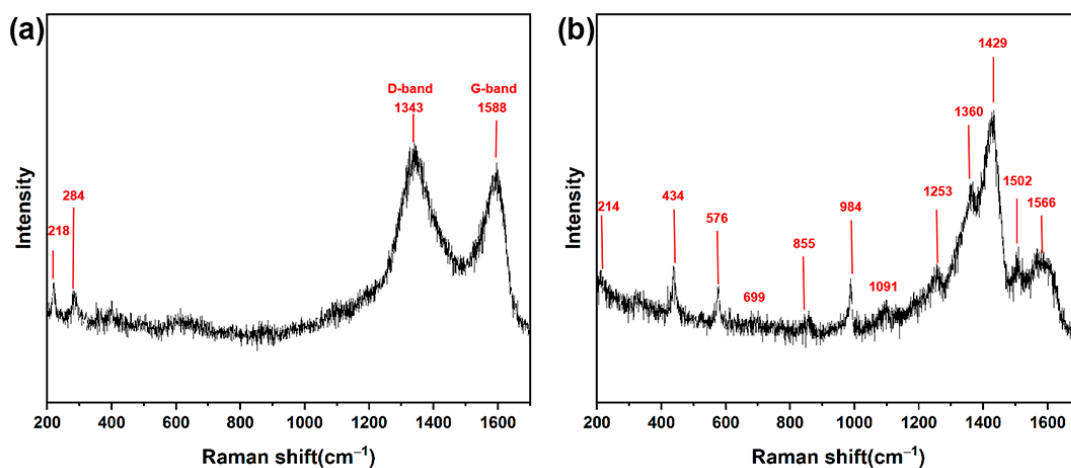 (a)
D-band
1343
G-band
1588
284
218
Intensity
200 400 600 800 1000 1200 1400 1600
Raman shift(cm⁻¹)
(b)
1429
1360
1253
1502
1566
984
434
576
214
855
699
1091
Intensity
200 400 600 800 1000 1200 1400 1600
Raman shift(cm⁻¹)